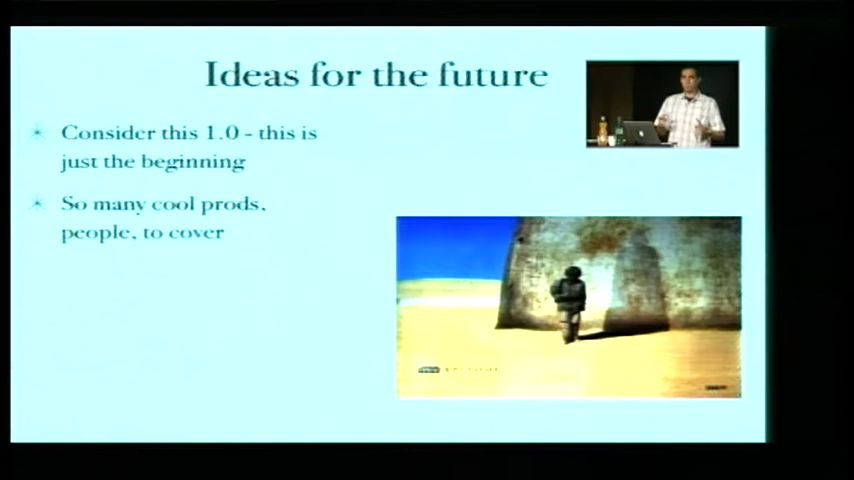 Ideas for the future
Consider this 1.0 - this is
just the beginning
So many cool prods,
people, to cover